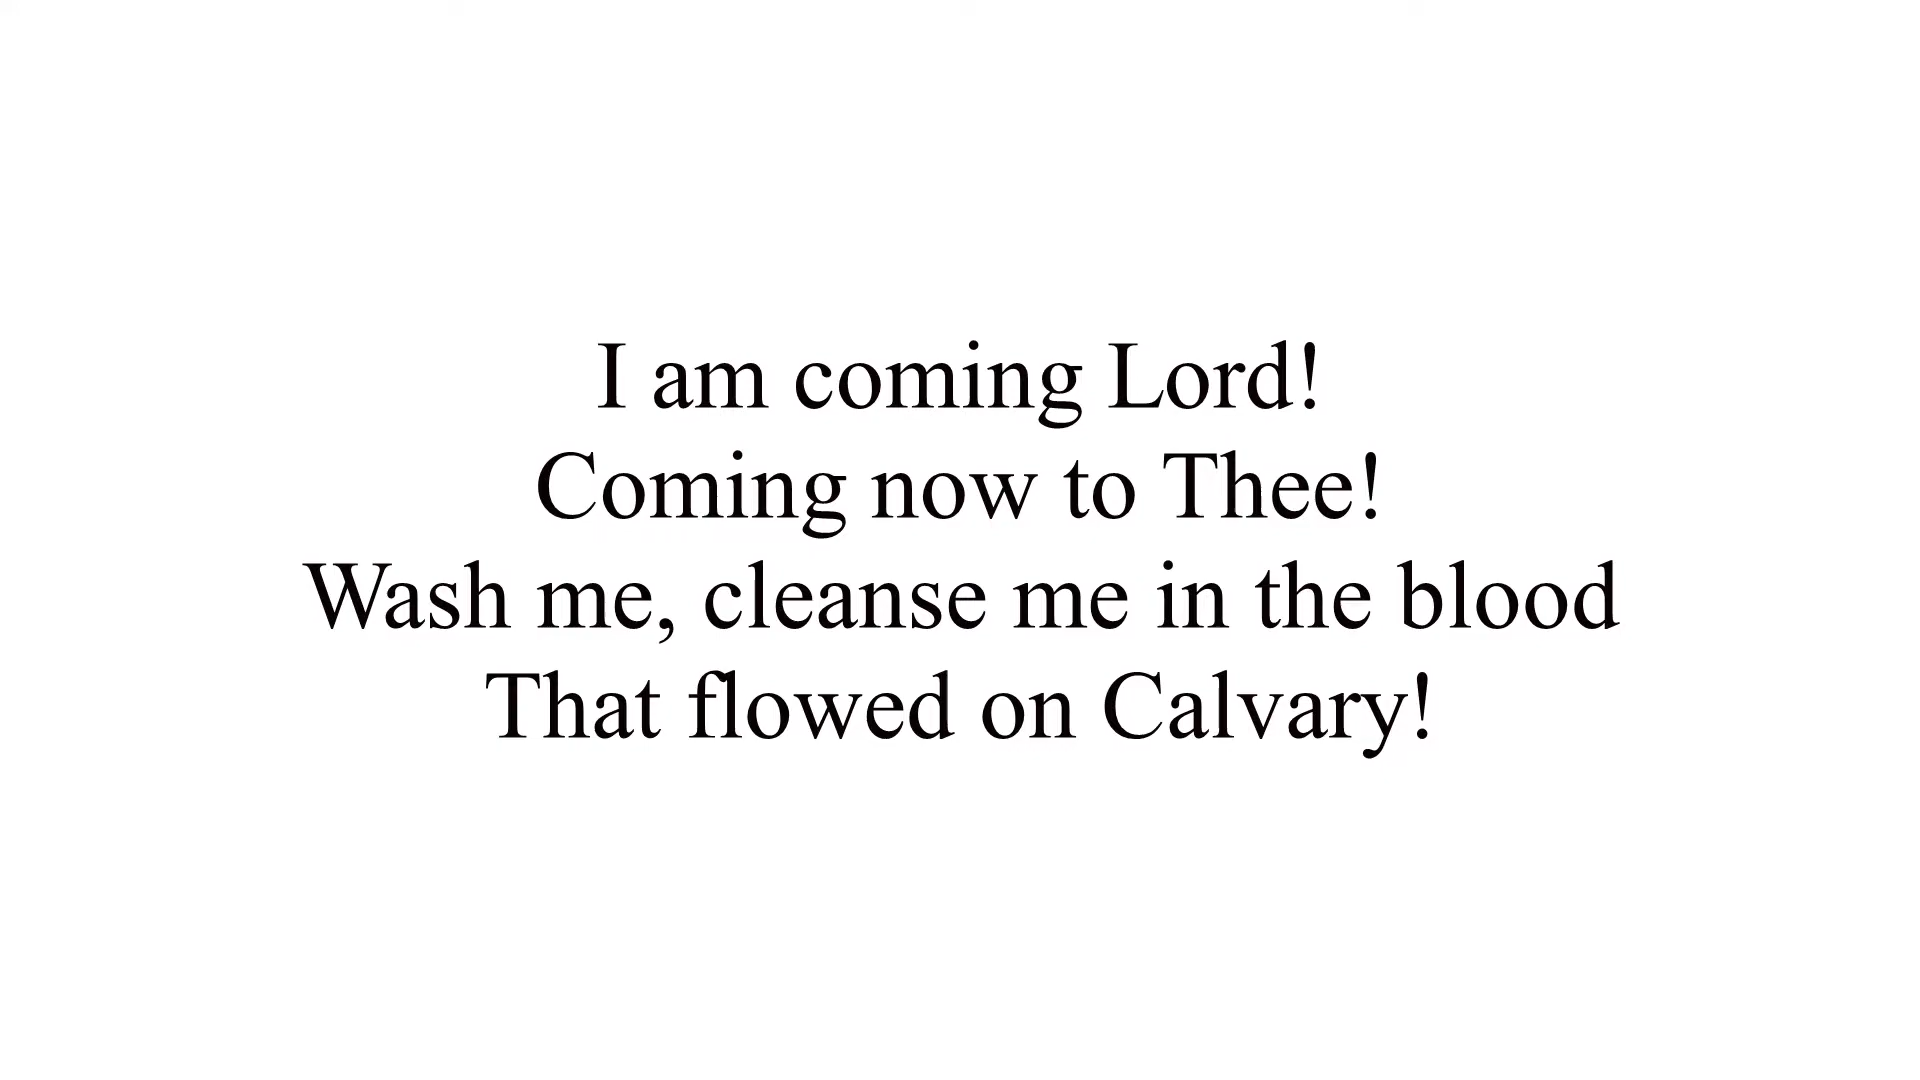 I am coming Lord!
Coming now to Thee!
Wash me, cleanse me in the blood
That flowed on Calvary!